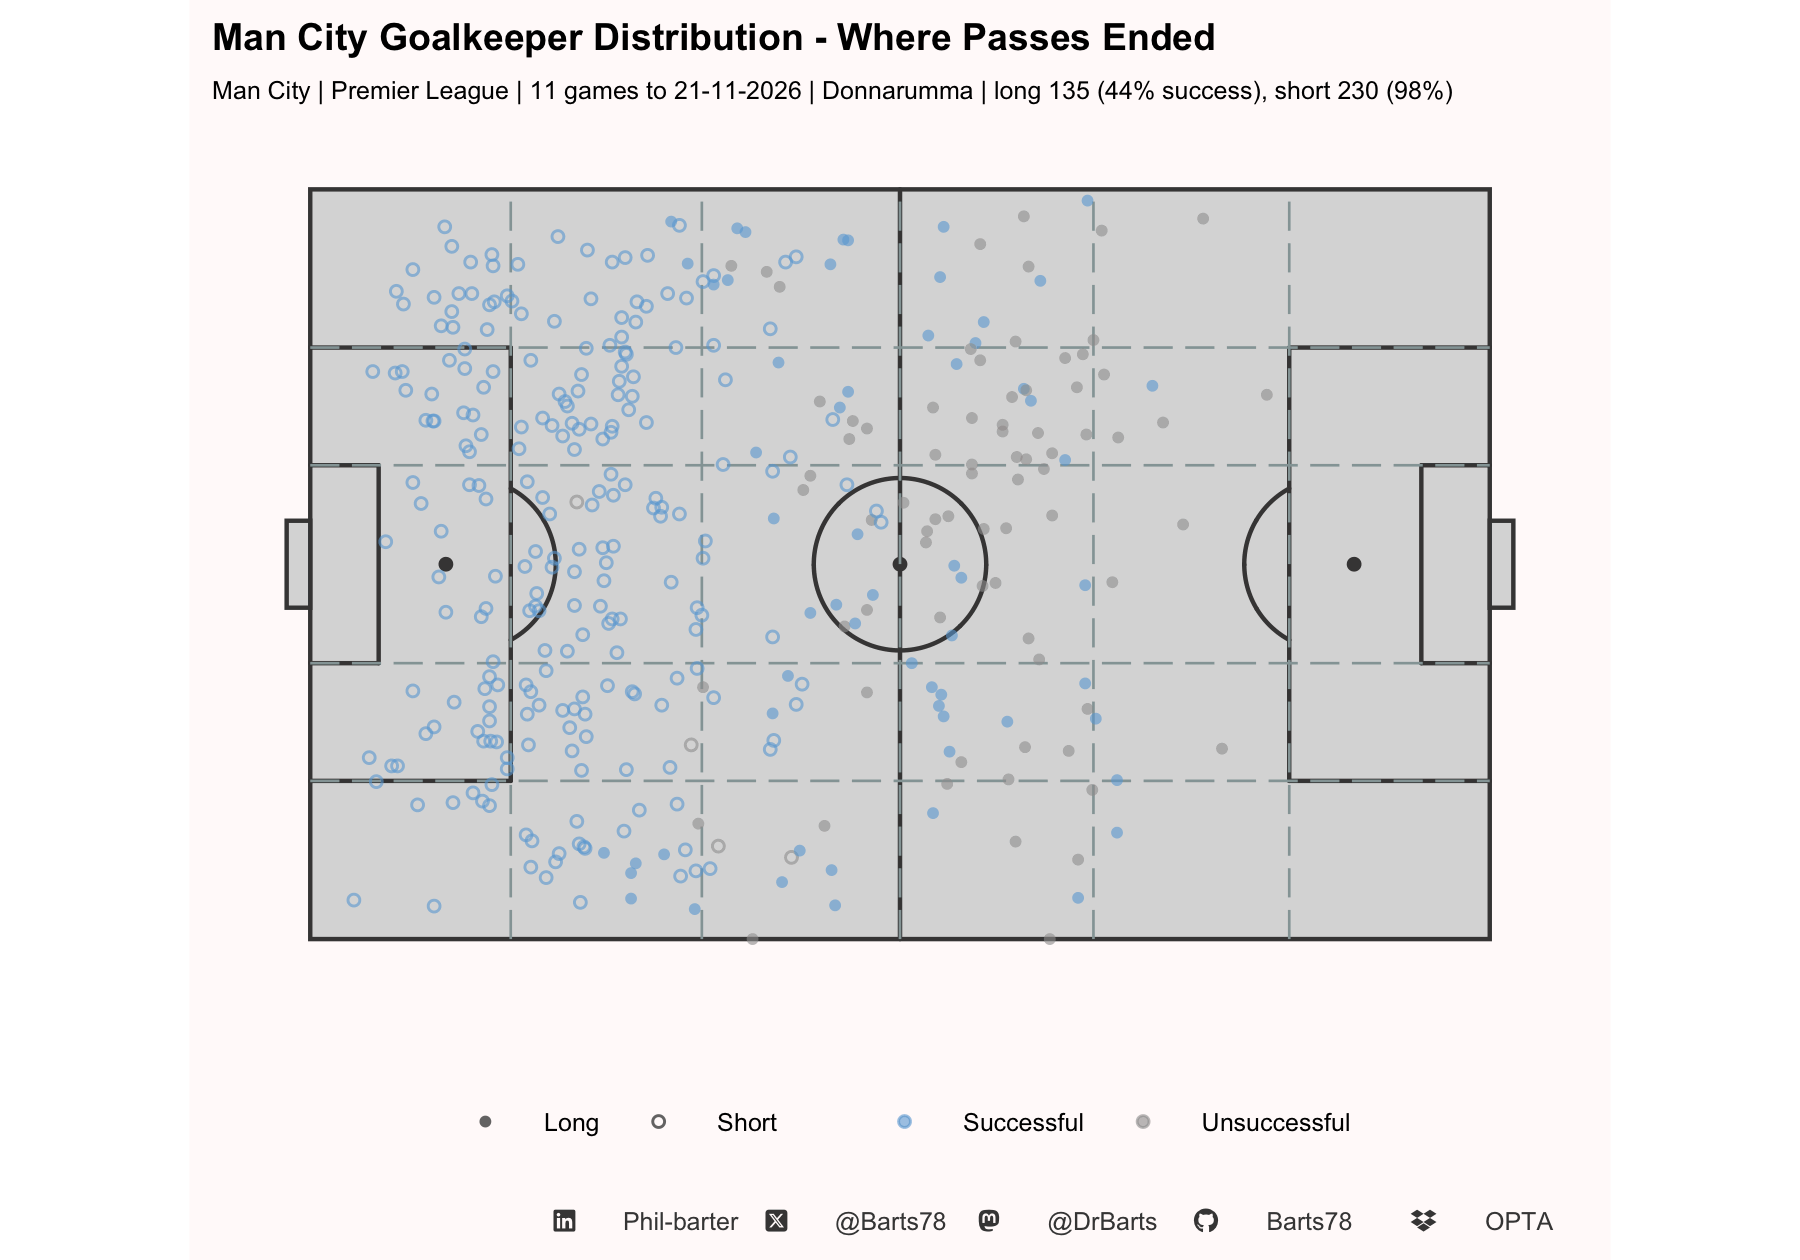 Man City Goalkeeper Distribution - Where Passes Ended
Man City | Premier League | 11 games to 21-11-2026 | Donnarumma | long 135 (44% success), short 230 (98%)
Long Short Successful Unsuccessful
Phil-barter @Barts78 @DrBarts Barts78 OPTA